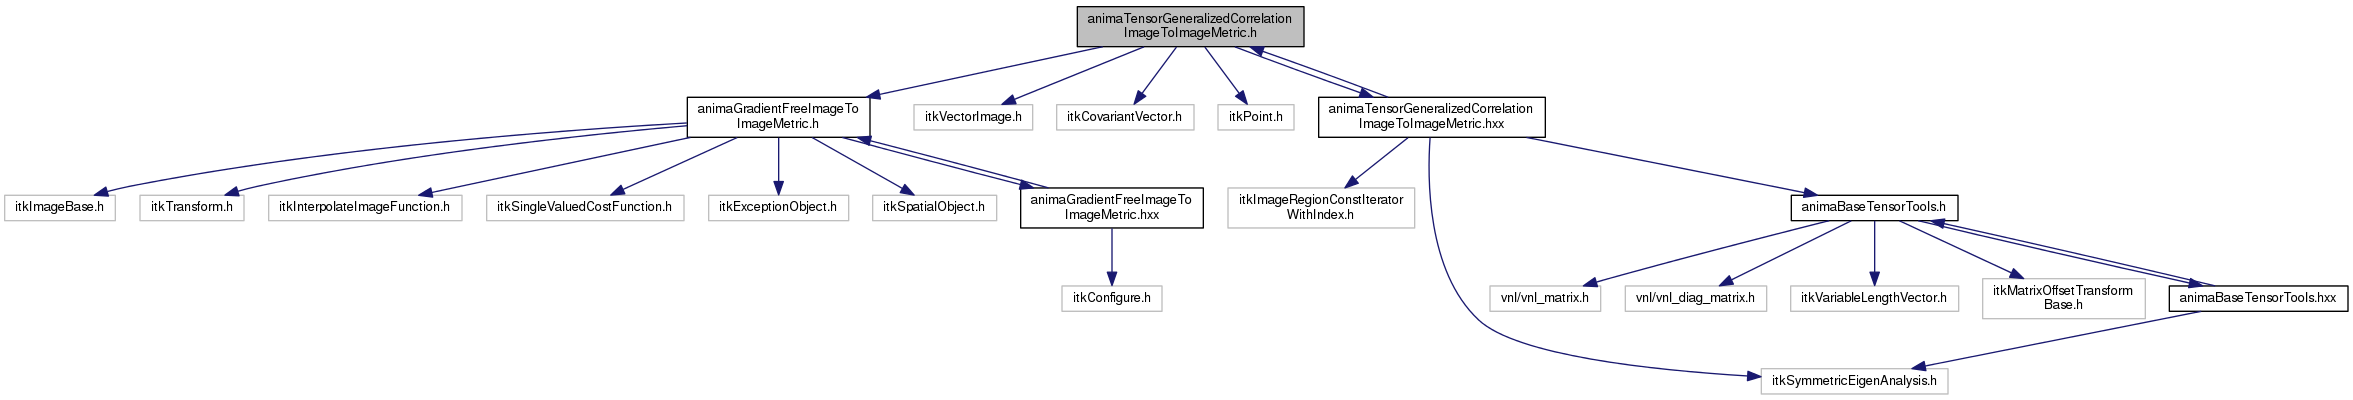 animaTensorGeneralizedCorrelation
ImageToImageMetric.h
animaGradientFreeImageTo
ImageMetric.h
itkVectorImage.h
itkCovariantVector.h
itkPoint.h
animaTensorGeneralizedCorrelation
ImageToImageMetric.hxx
itkImageBase.h
itkTransform.h
itkInterpolateImageFunction.h
itkSingleValuedCostFunction.h
itkExceptionObject.h
itkSpatialObject.h
animaGradientFreeImageTo
ImageMetric.hxx
itkImageRegionConstIterator
WithIndex.h
animaBaseTensorTools.h
itkConfigure.h
vnl/vnl_matrix.h
vnl/vnl_diag_matrix.h
itkVariableLengthVector.h
itkMatrixOffsetTransform
Base.h
animaBaseTensorTools.hxx
itkSymmetricEigenAnalysis.h